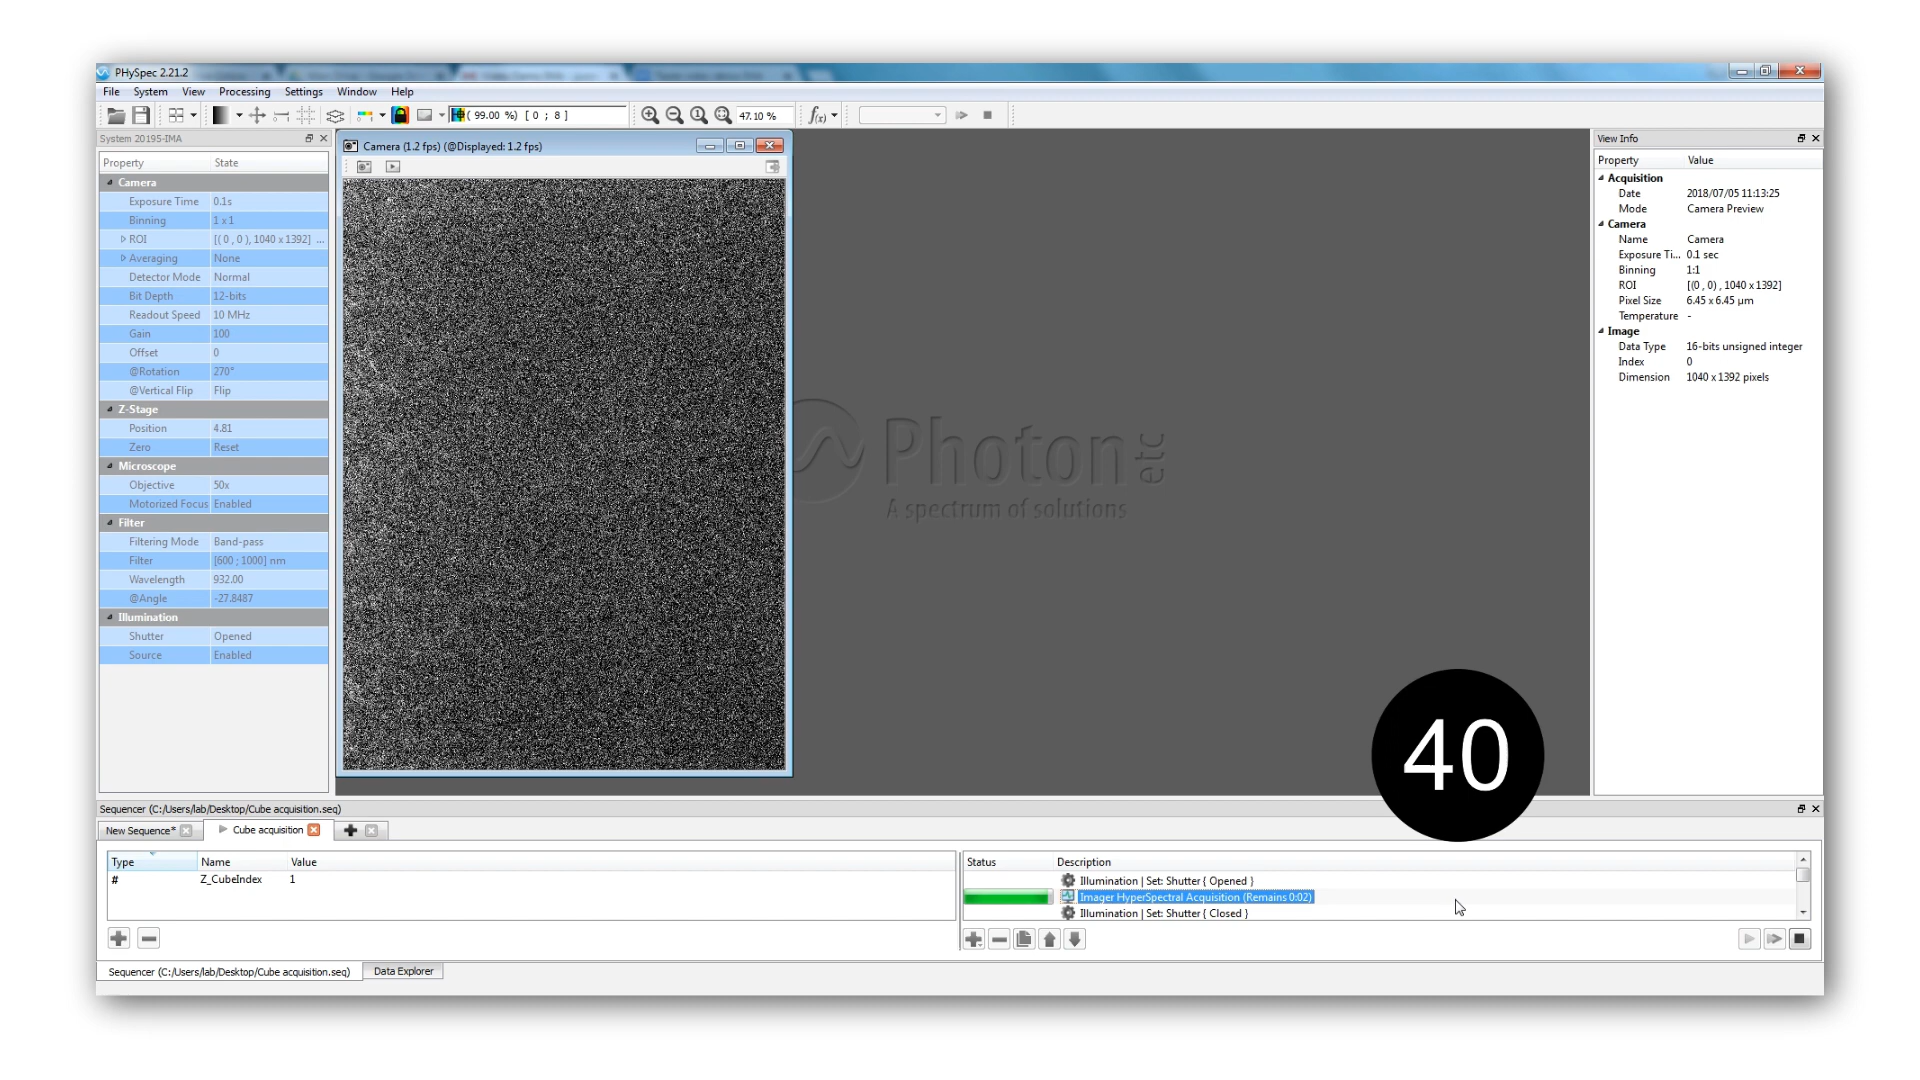 PHySpec 2.21.2
File System View Processing Settings Window Help
( 99.00 %) [ 0 ; 8 ] 47.10 % f(x)
System 20195-IMA
Property State
Camera
Exposure Time 0.1s
Binning 1 x 1
ROI [( 0 , 0 ), 1040 x 1392] ...
Averaging None
Detector Mode Normal
Bit Depth 12-bits
Readout Speed 10 MHz
Gain 100
Offset 0
@Rotation 270°
@Vertical Flip Flip
Z-Stage
Position 4.81
Zero Reset
Microscope
Objective 50x
Motorized Focus Enabled
Filter
Filtering Mode Band-pass
Filter [600 ; 1000] nm
Wavelength 932.00
@Angle -27.8487
Illumination
Shutter Opened
Source Enabled
Camera (1.2 fps) (@Displayed: 1.2 fps)
Photon etc
A spectrum of solutions
View Info
Property Value
Acquisition
Date 2018/07/05 11:13:25
Mode Camera Preview
Camera
Name Camera
Exposure Ti... 0.1 sec
Binning 1:1
ROI [(0 , 0) , 1040 x 1392]
Pixel Size 6.45 x 6.45 µm
Temperature -
Image
Data Type 16-bits unsigned integer
Index 0
Dimension 1040 x 1392 pixels
40
Sequencer (C:/Users/lab/Desktop/Cube acquisition.seq)
New Sequence* Cube acquisition
Type Name Value
# Z_CubeIndex 1
Status Description
Illumination | Set: Shutter { Opened }
Imager HyperSpectral Acquisition (Remains 0:02)
Illumination | Set: Shutter { Closed }
Sequencer (C:/Users/lab/Desktop/Cube acquisition.seq) Data Explorer